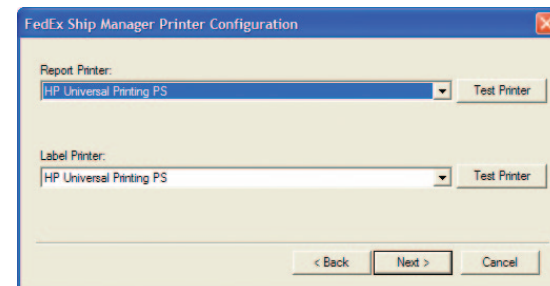 FedEx Ship Manager Printer Configuration
Report Printer:
HP Universal Printing PS
Test Printer
Label Printer:
HP Universal Printing PS
Test Printer
< Back Next > Cancel